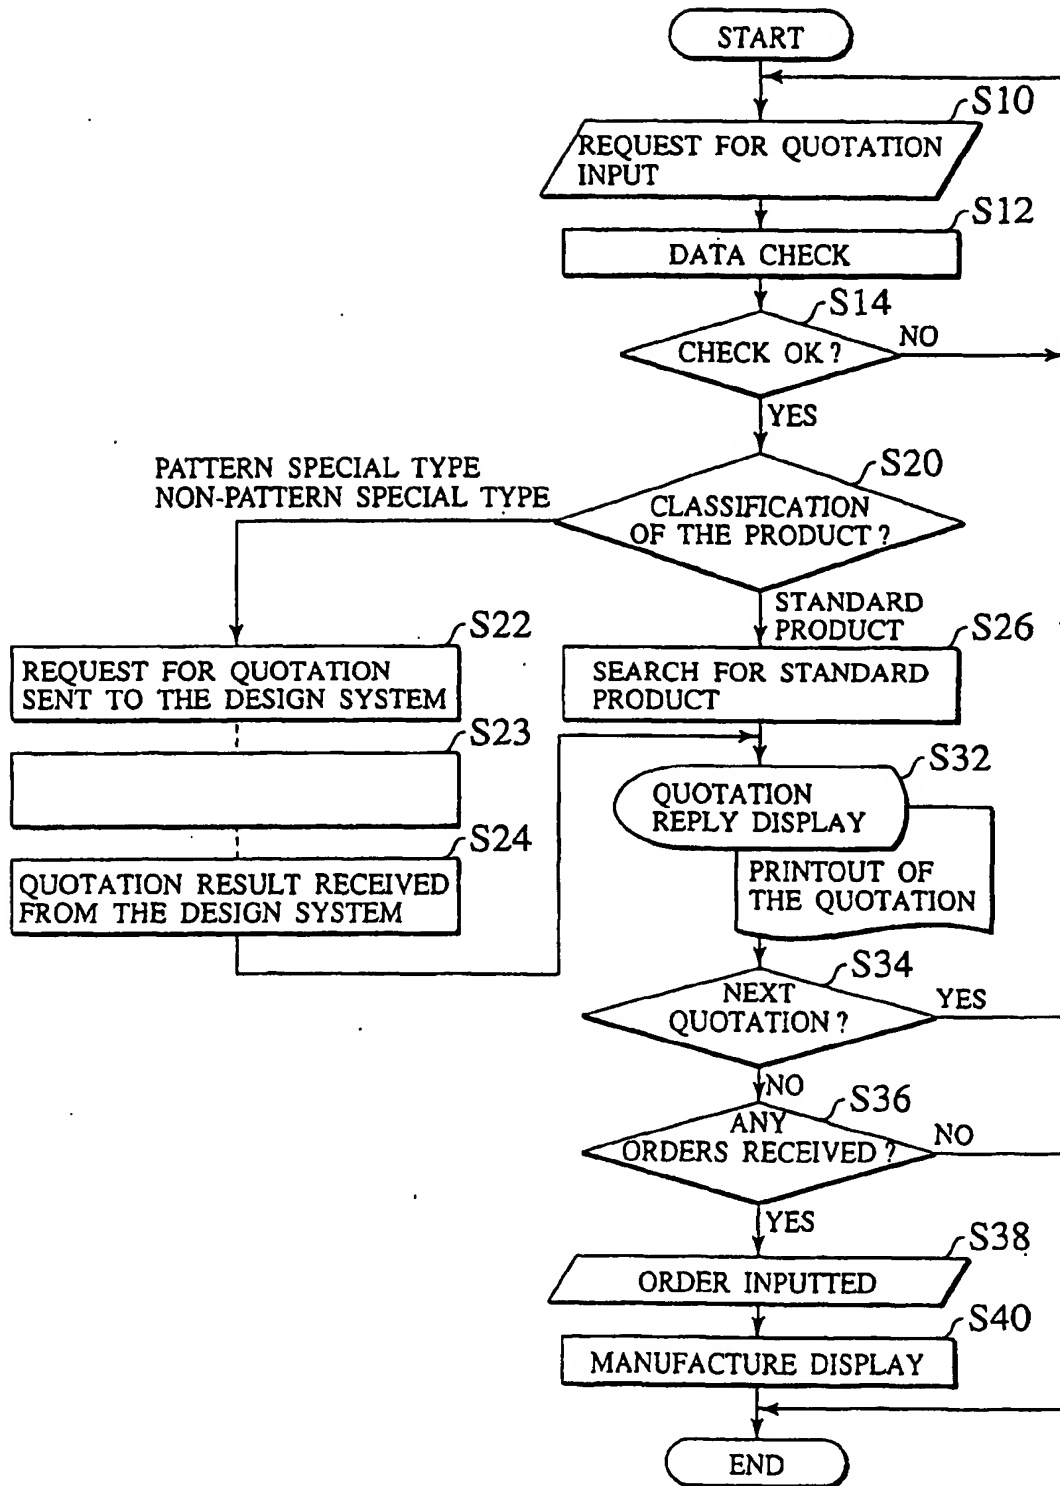 START
S10
REQUEST FOR QUOTATION
INPUT
S12
DATA CHECK
S14
CHECK OK?
NO
YES
S20
PATTERN SPECIAL TYPE
NON-PATTERN SPECIAL TYPE
CLASSIFICATION
OF THE PRODUCT?
STANDARD
PRODUCT
S22
REQUEST FOR QUOTATION
SENT TO THE DESIGN SYSTEM
S26
SEARCH FOR STANDARD
PRODUCT
S23
S32
QUOTATION
REPLY DISPLAY
S24
QUOTATION RESULT RECEIVED
FROM THE DESIGN SYSTEM
PRINTOUT OF
THE QUOTATION
S34
NEXT
QUOTATION?
YES
NO
S36
ANY
ORDERS RECEIVED?
NO
YES
S38
ORDER INPUTTED
S40
MANUFACTURE DISPLAY
END